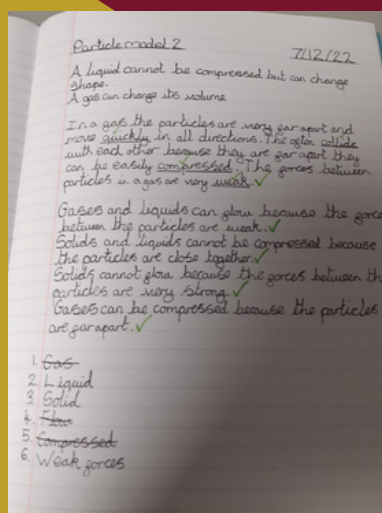 Particle model 2
7/12/22
A liquid cannot be compressed but can change
shape.
A gas can change its volume
In a gas the particles are very far apart and
move quickly in all directions. The often collide
with each other because they are far apart they
can be easily compressed. The forces between
particles in a gas are very weak. ✓
Gases and liquids can flow because the force
between the particles are weak. ✓
Solids and liquids cannot be compressed because
the particles are close together. ✓
Solids cannot flow because the forces between th
particles are very strong. ✓
Gases can be compressed because the particles
are far apart. ✓
1. Gas
2 Liquid
3. Solid
4. Flow
5. Compressed
6. Weak forces